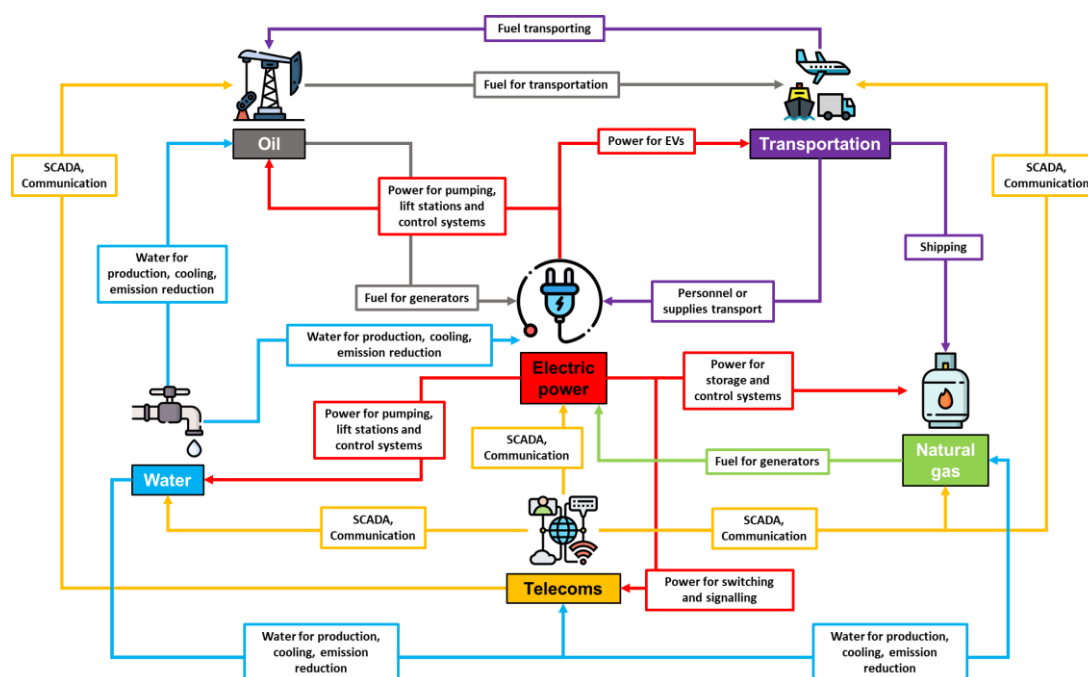 Fuel transporting
Fuel for transportation
Oil
Power for EVs
Transportation
SCADA,
Communication
SCADA,
Communication
Power for pumping,
lift stations and
control systems
Water for
production, cooling,
emission reduction
Shipping
Fuel for generators
Personnel or
supplies transport
Water for production, cooling,
emission reduction
Electric
power
Power for
storage and
control systems
Power for pumping,
lift stations and
control systems
SCADA,
Communication
Natural
gas
Fuel for generators
Water
SCADA,
Communication
SCADA,
Communication
Telecoms
Power for switching
and signalling
Water for production,
cooling, emission
reduction
Water for production,
cooling, emission
reduction